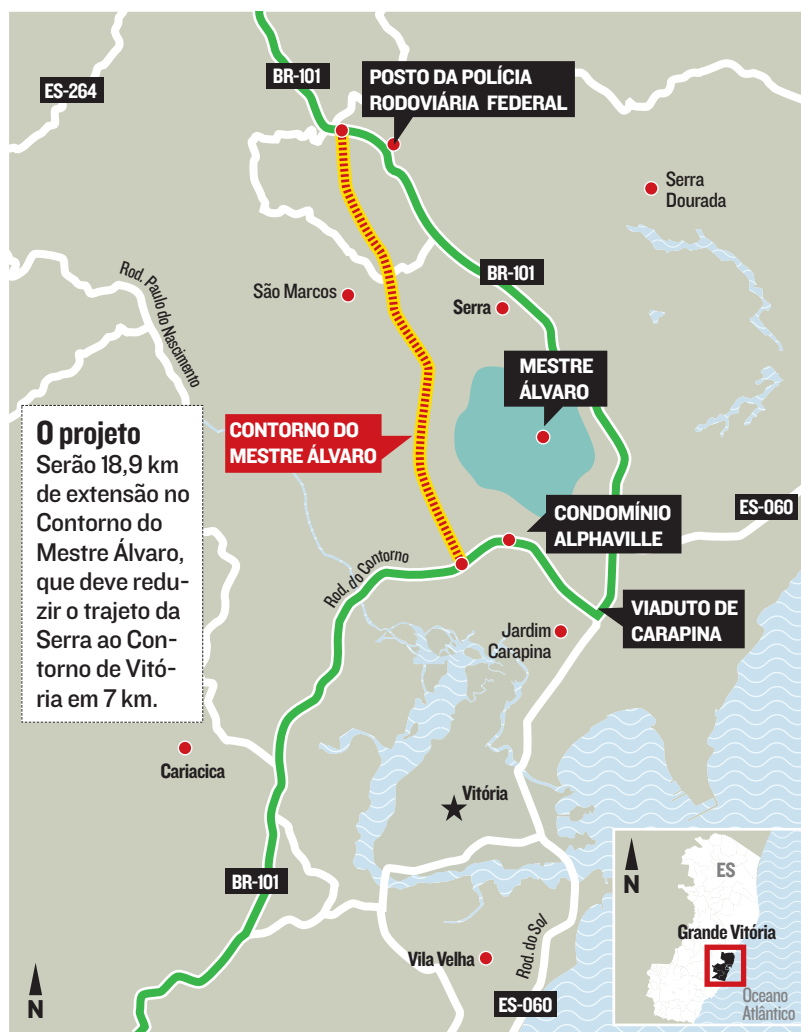 BR-101
ES-264
POSTO DA POLÍCIA
RODOVIÁRIA FEDERAL
Serra
Dourada
Rod. Paulo do Nascimento
São Marcos
BR-101
Serra
MESTRE
ÁLVARO
O projeto
Serão 18,9 km
de extensão no
Contorno do
Mestre Álvaro,
que deve redu-
zir o trajeto da
Serra ao Con-
torno de Vitó-
ria em 7 km.
CONTORNO DO
MESTRE ÁLVARO
ES-060
CONDOMÍNIO
ALPHAVILLE
Rod. do Contorno
VIADUTO DE
CARAPINA
Jardim
Carapina
Cariacica
Vitória
BR-101
Vila Velha
Rod. do Sol
ES-060
N
N
ES
Grande Vitória
Oceano
Atlântico